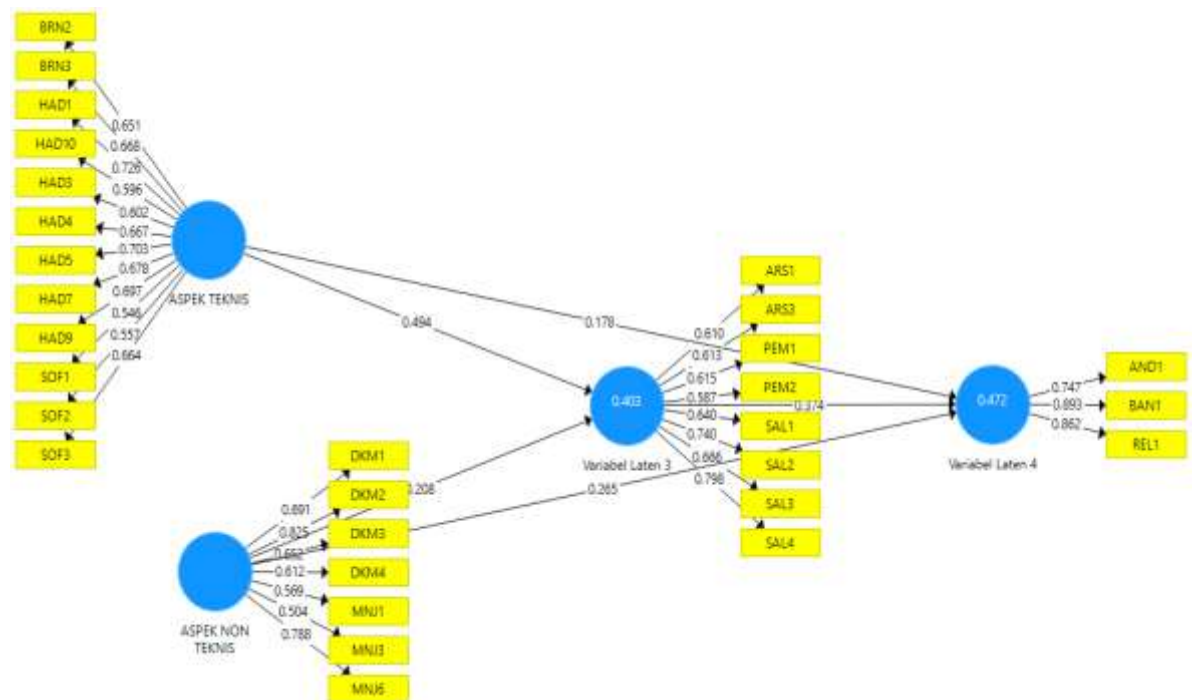 BRN2
BRN3
HAD1
HAD10
HAD3
HAD4
HAD5
HAD7
HAD9
SOF1
SOF2
SOF3
0.651
0.668
0.726
0.596
0.602
0.667
0.703
0.678
0.697
0.546
0.557
0.664
ASPEK TEKNIS
0.494
0.178
DKM1
DKM2
DKM3
DKM4
MNJ1
MNJ3
MNJ6
0.691
0.825
0.652
0.612
0.569
0.504
0.788
ASPEK NON
TEKNIS
0.208
0.265
0.403
Variabel Laten 3
ARS1
ARS3
PEM1
PEM2
SAL1
SAL2
SAL3
SAL4
0.610
0.613
0.615
0.587
0.640
0.740
0.666
0.798
0.374
0.472
Variabel Laten 4
0.747
0.893
0.862
AND1
BAN1
REL1